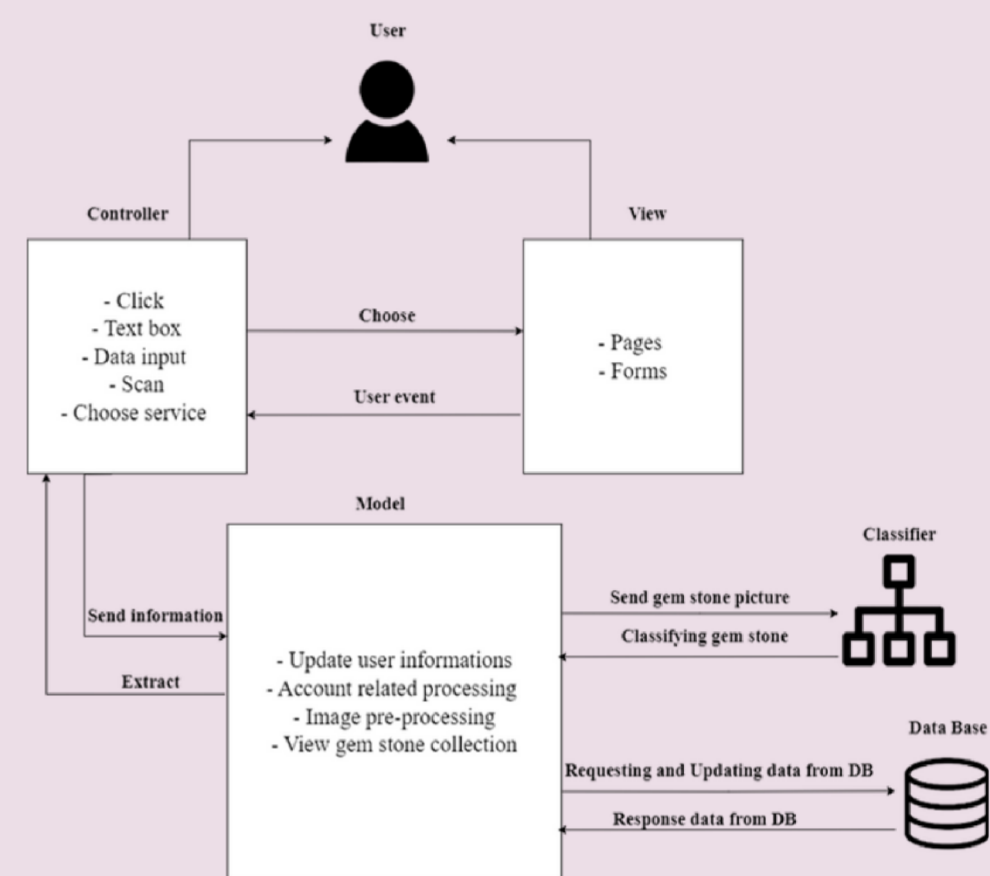 User
Controller
View
- Click
- Text box
- Data input
- Scan
- Choose service
Choose
User event
- Pages
- Forms
Model
Classifier
Send information
Extract
- Update user informations
- Account related processing
- Image pre-processing
- View gem stone collection
Send gem stone picture
Classifying gem stone
Data Base
Requesting and Updating data from DB
Response data from DB